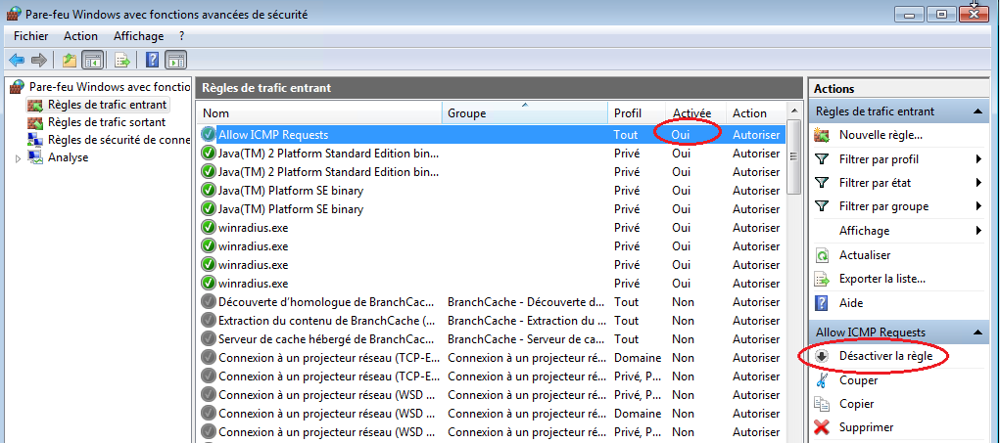 Pare-feu Windows avec fonctions avancées de sécurité
Fichier Action Affichage ?
Pare-feu Windows avec fonctio
Règles de trafic entrant
Règles de trafic sortant
Règles de sécurité de conne
Analyse
Règles de trafic entrant
Nom Groupe Profil Activée Action
Allow ICMP Requests Tout Oui Autoriser
Java(TM) 2 Platform Standard Edition bin... Privé Oui Autoriser
Java(TM) 2 Platform Standard Edition bin... Privé Oui Autoriser
Java(TM) Platform SE binary Privé Oui Autoriser
Java(TM) Platform SE binary Privé Oui Autoriser
winradius.exe Privé Oui Autoriser
winradius.exe Privé Oui Autoriser
winradius.exe Privé Oui Autoriser
winradius.exe Privé Oui Autoriser
Découverte d'homologue de BranchCac... BranchCache - Découverte d... Tout Non Autoriser
Extraction du contenu de BranchCache (... BranchCache - Extraction du ... Tout Non Autoriser
Serveur de cache hébergé de BranchCac... BranchCache - Serveur de ca... Tout Non Autoriser
Connexion à un projecteur réseau (TCP-E... Connexion à un projecteur r... Domaine Non Autoriser
Connexion à un projecteur réseau (TCP-E... Connexion à un projecteur r... Privé, P... Non Autoriser
Connexion à un projecteur réseau (WSD ... Connexion à un projecteur r... Privé, P... Non Autoriser
Connexion à un projecteur réseau (WSD ... Connexion à un projecteur r... Domaine Non Autoriser
Connexion à un projecteur réseau (WSD ... Connexion à un projecteur r... Privé, P... Non Autoriser
Actions
Règles de trafic entrant
Nouvelle règle...
Filtrer par profil
Filtrer par état
Filtrer par groupe
Affichage
Actualiser
Exporter la liste...
Aide
Allow ICMP Requests
Désactiver la règle
Couper
Copier
Supprimer